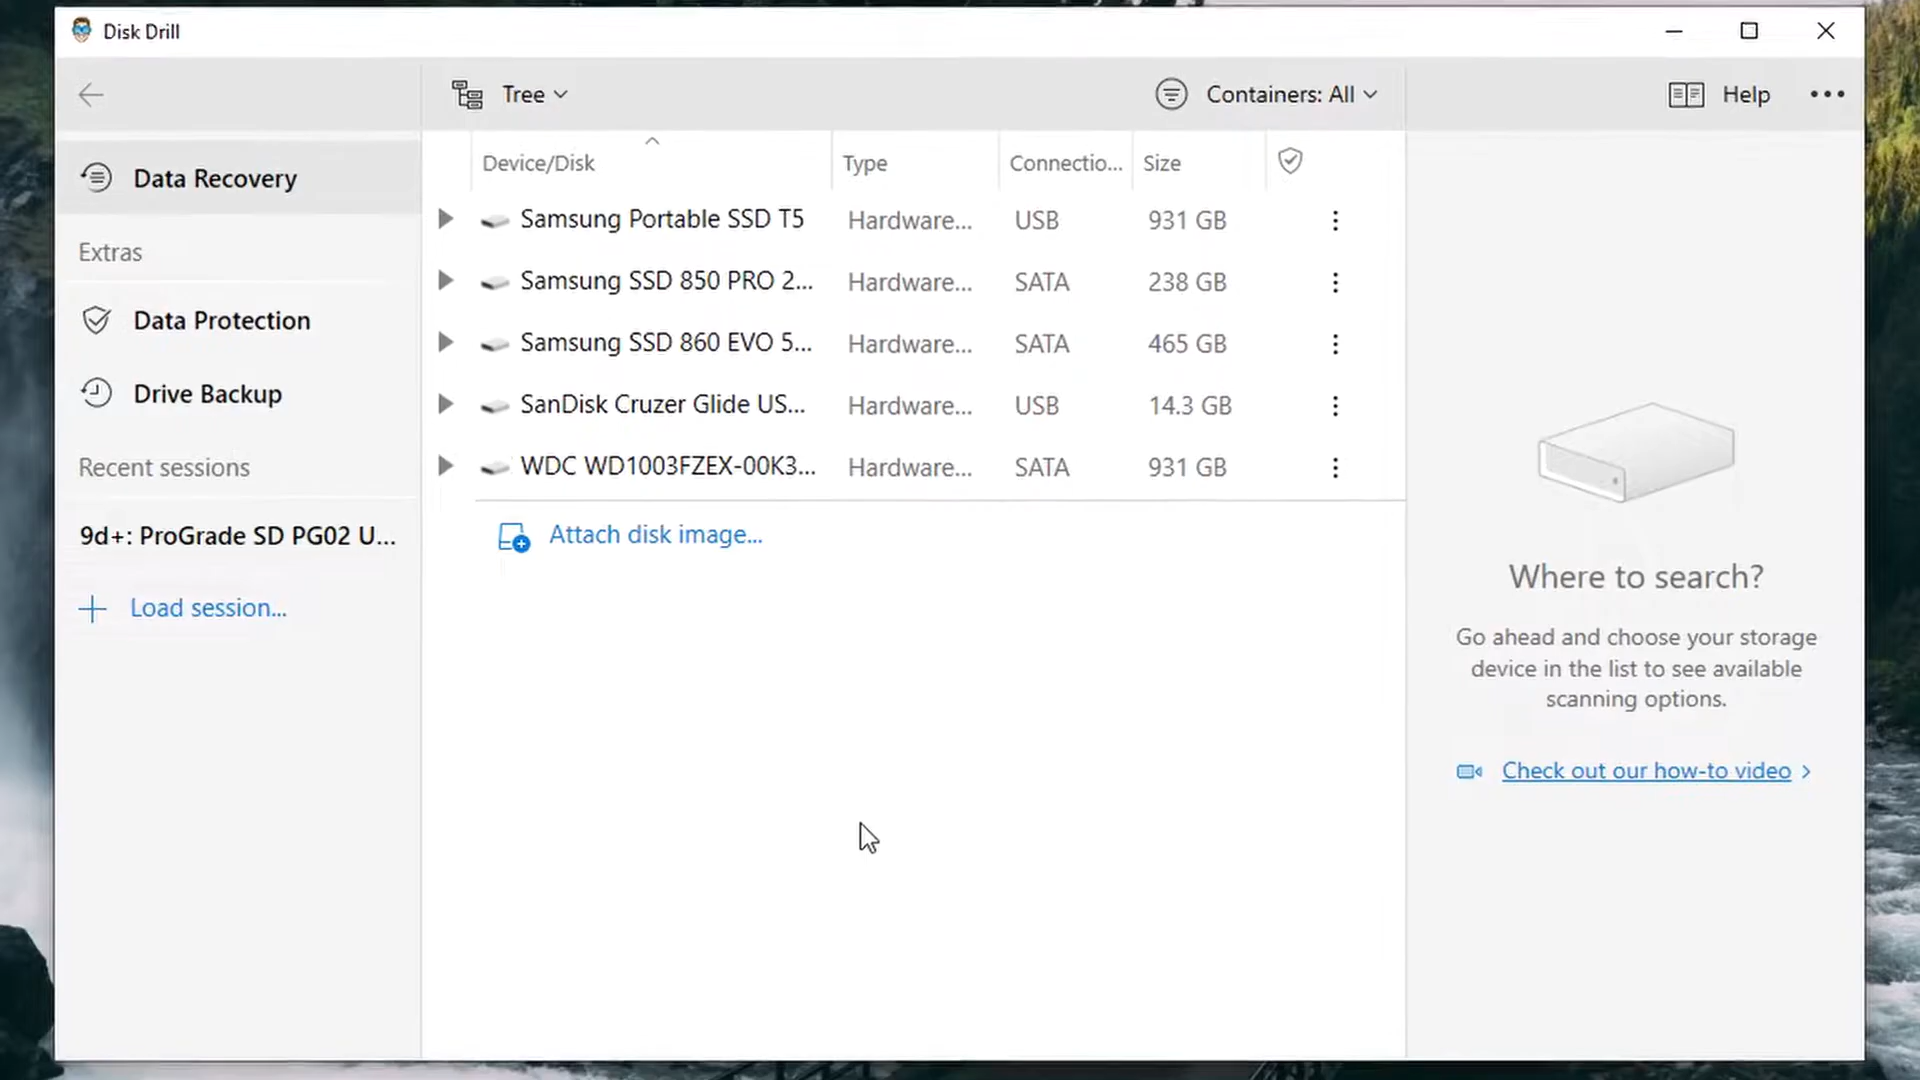 Disk Drill
Tree
Containers: All
Help
Data Recovery
Extras
Data Protection
Drive Backup
Recent sessions
9d+: ProGrade SD PG02 U...
Load session...
Device/Disk Type Connectio... Size
Samsung Portable SSD T5 Hardware... USB 931 GB
Samsung SSD 850 PRO 2... Hardware... SATA 238 GB
Samsung SSD 860 EVO 5... Hardware... SATA 465 GB
SanDisk Cruzer Glide US... Hardware... USB 14.3 GB
WDC WD1003FZEX-00K3... Hardware... SATA 931 GB
Attach disk image...
Where to search?
Go ahead and choose your storage
device in the list to see available
scanning options.
Check out our how-to video